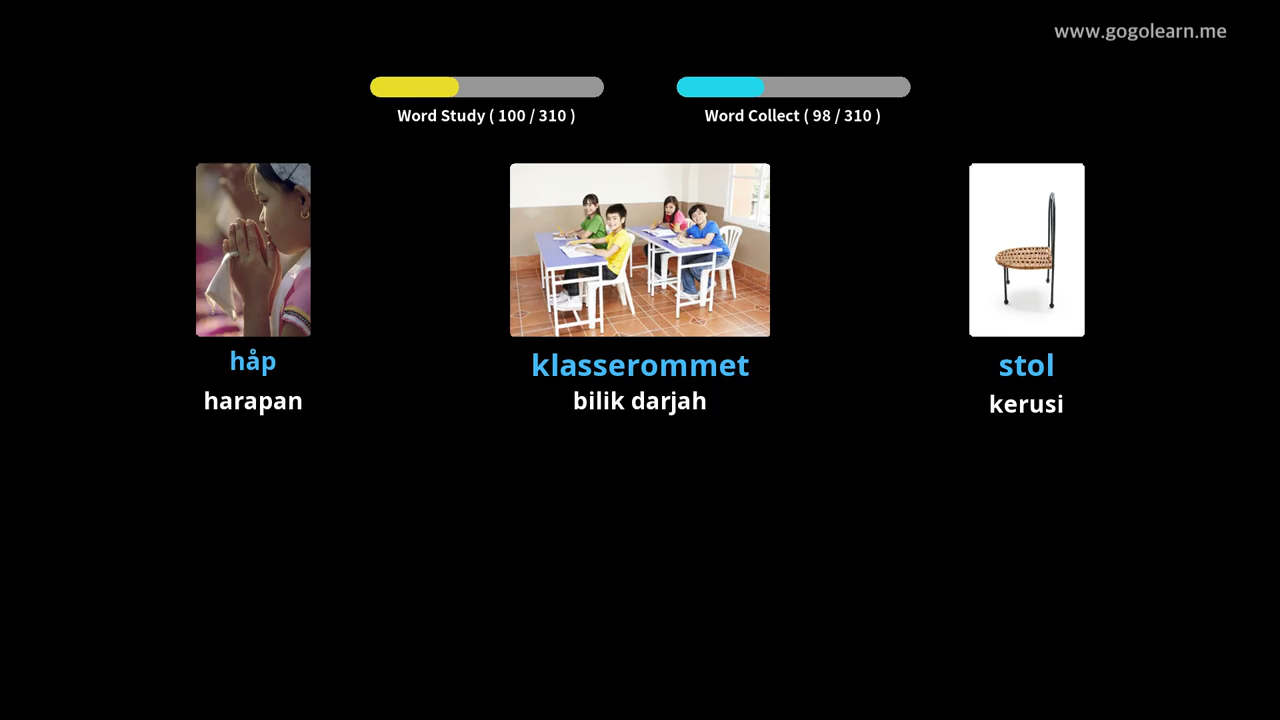 www.gogolearn.me
Word Study ( 100 / 310 )
Word Collect ( 98 / 310 )
håp
klasserommet
stol
harapan
bilik darjah
kerusi